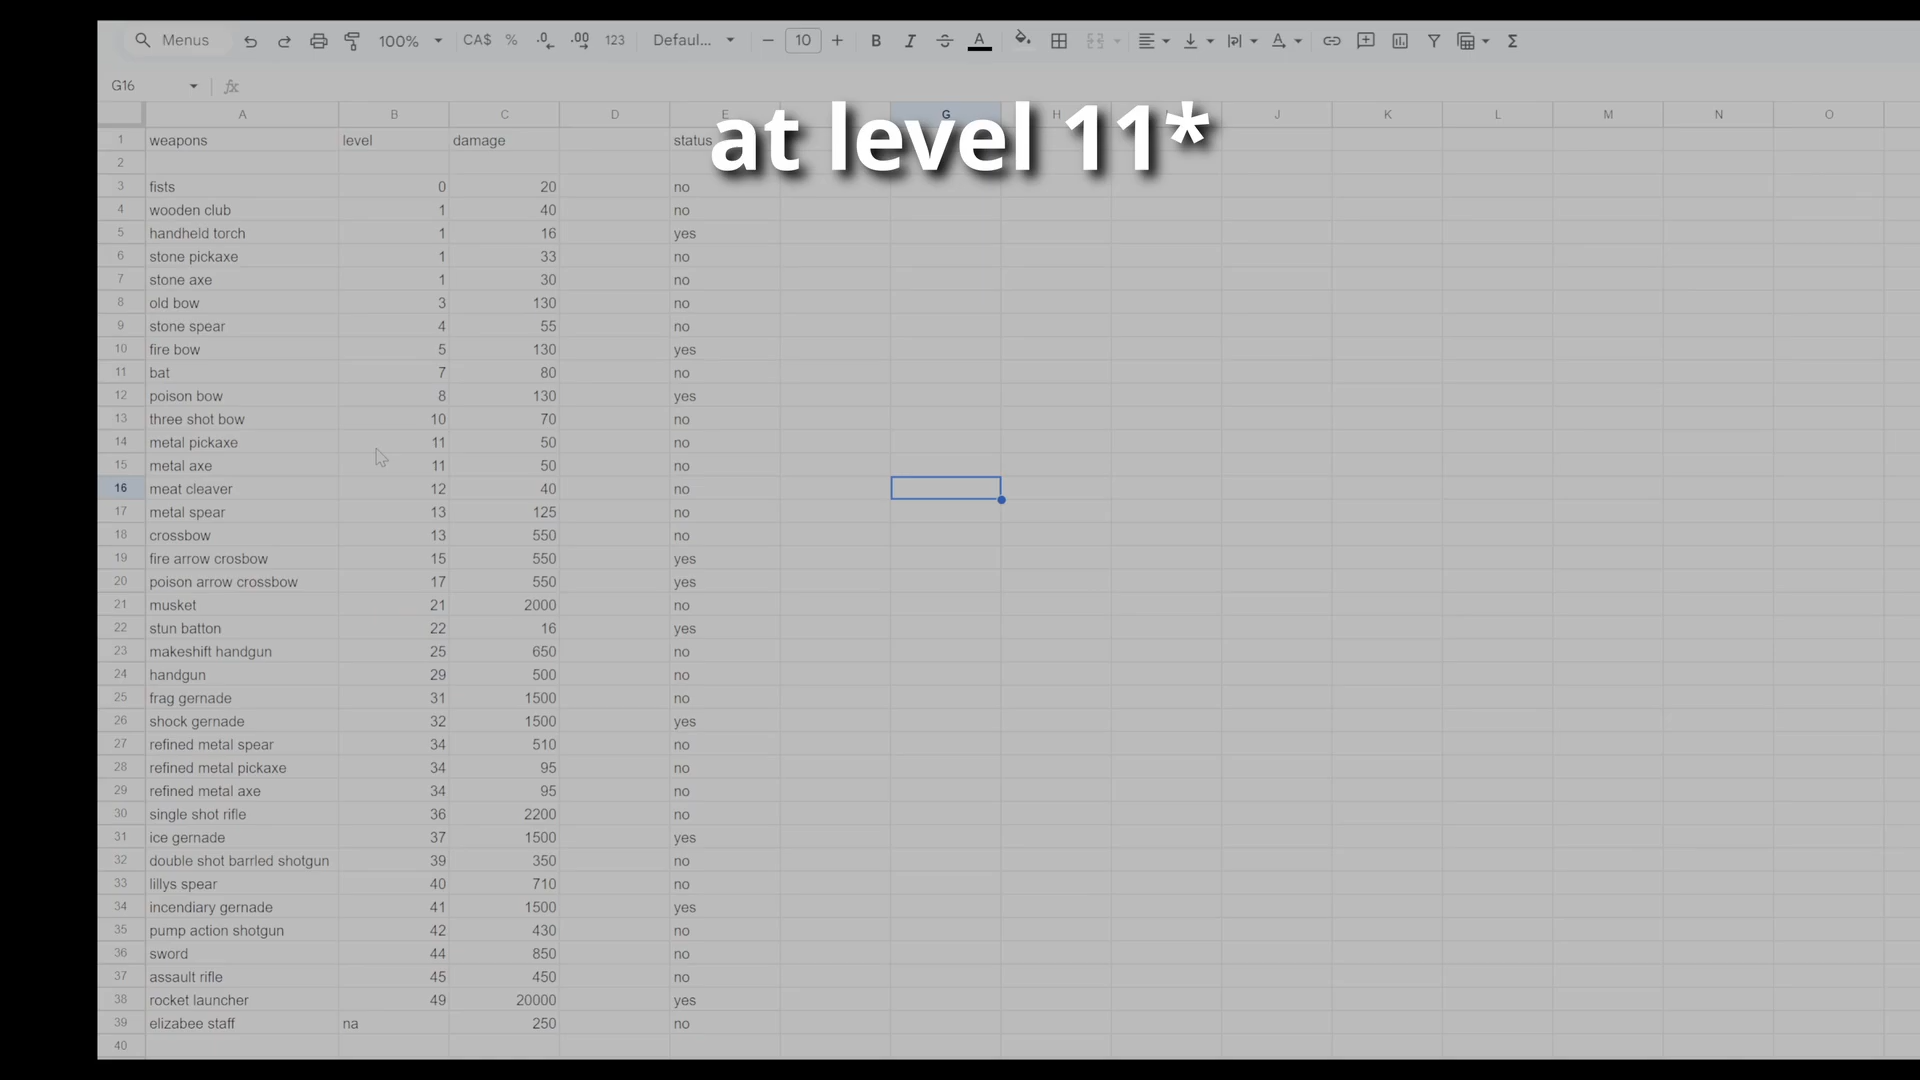 Menus 100% CA$ % .0 .00 123 Defaul... 10 B I A
G16 fx
at level 11*
A B C D E G H J K L M N O
1 weapons level damage status
2
3 fists 0 20 no
4 wooden club 1 40 no
5 handheld torch 1 16 yes
6 stone pickaxe 1 33 no
7 stone axe 1 30 no
8 old bow 3 130 no
9 stone spear 4 55 no
10 fire bow 5 130 yes
11 bat 7 80 no
12 poison bow 8 130 yes
13 three shot bow 10 70 no
14 metal pickaxe 11 50 no
15 metal axe 11 50 no
16 meat cleaver 12 40 no
17 metal spear 13 125 no
18 crossbow 13 550 no
19 fire arrow crosbow 15 550 yes
20 poison arrow crossbow 17 550 yes
21 musket 21 2000 no
22 stun batton 22 16 yes
23 makeshift handgun 25 650 no
24 handgun 29 500 no
25 frag gernade 31 1500 no
26 shock gernade 32 1500 yes
27 refined metal spear 34 510 no
28 refined metal pickaxe 34 95 no
29 refined metal axe 34 95 no
30 single shot rifle 36 2200 no
31 ice gernade 37 1500 yes
32 double shot barrled shotgun 39 350 no
33 lillys spear 40 710 no
34 incendiary gernade 41 1500 yes
35 pump action shotgun 42 430 no
36 sword 44 850 no
37 assault rifle 45 450 no
38 rocket launcher 49 20000 yes
39 elizabee staff na 250 no
40